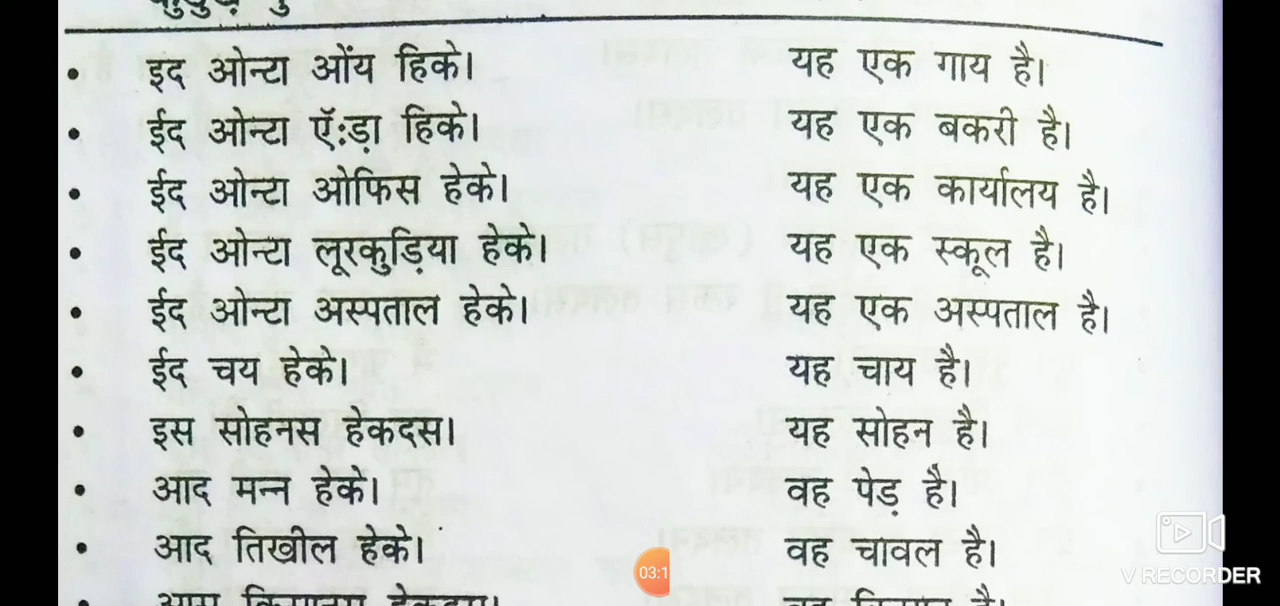 इद ओन्टा ओंय हिके। यह एक गाय है।
ईद ओन्टा ऍ:ड़ा हिके। यह एक बकरी है।
ईद ओन्टा ओफिस हेके। यह एक कार्यालय है।
ईद ओन्टा लूरकुड़िया हेके। यह एक स्कूल है।
ईद ओन्टा अस्पताल हेके। यह एक अस्पताल है।
ईद चय हेके। यह चाय है।
इस सोहनस हेकदस। यह सोहन है।
आद मन्न हेके। वह पेड़ है।
आद तिखील हेके। वह चावल है।
03:1
V RECORDER